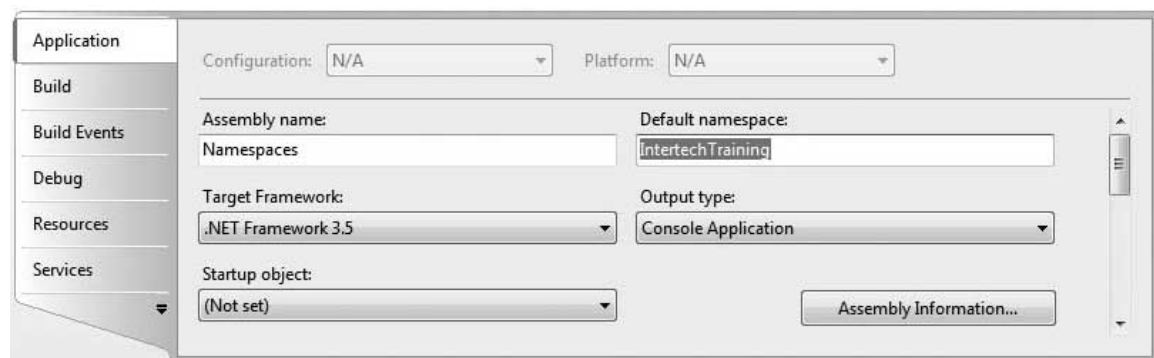 Application
Build
Build Events
Debug
Resources
Services
Configuration: N/A Platform: N/A
Assembly name: Default namespace:
Namespaces IntertechTraining
Target Framework: Output type:
.NET Framework 3.5 Console Application
Startup object:
(Not set) Assembly Information...